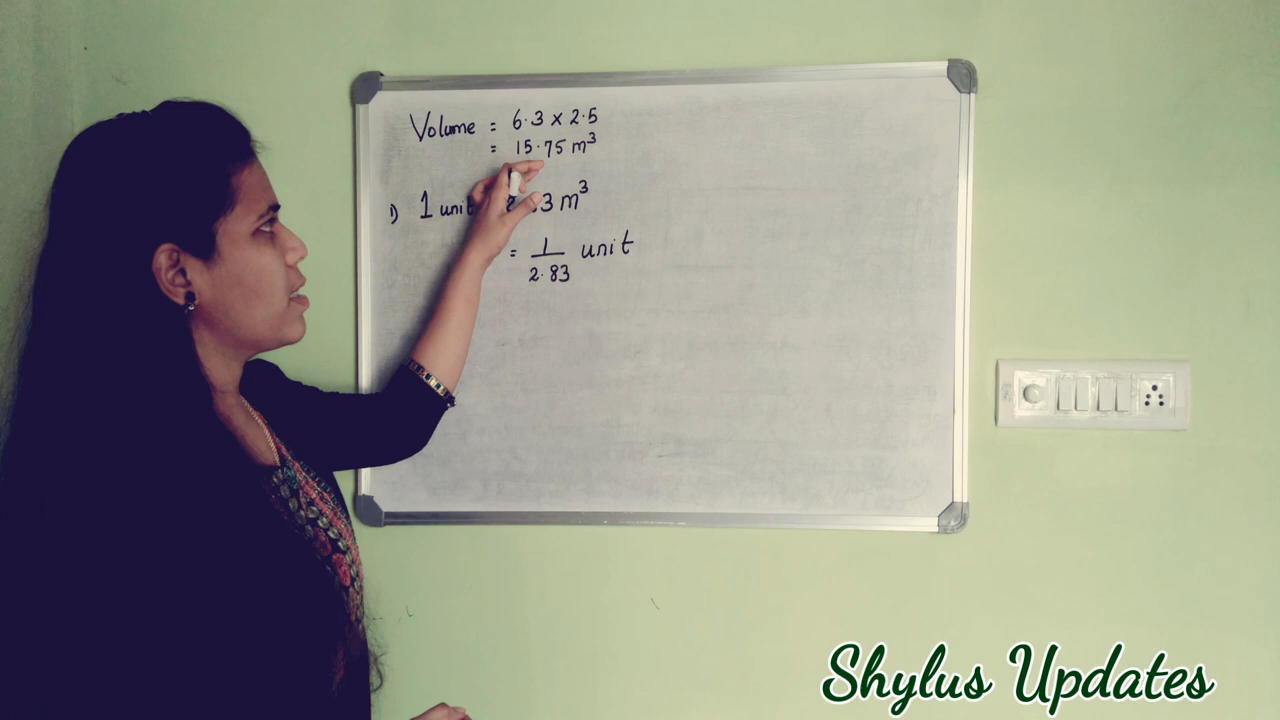 Volume = 6.3 x 2.5
= 15.75 m³
1) 1 unit 3 m³
= 1/2.83 unit
Shylus Updates